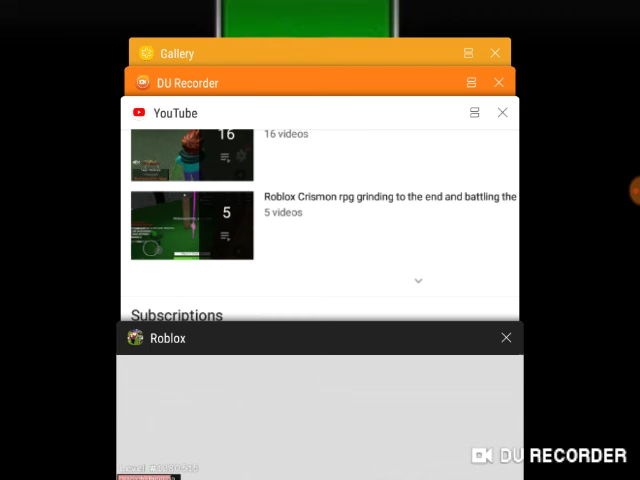 Gallery
DU Recorder
YouTube
16
16 videos
Roblox Crismon rpg grinding to the end and battling the
5
5 videos
Subscriptions
Roblox
Level
DU RECORDER